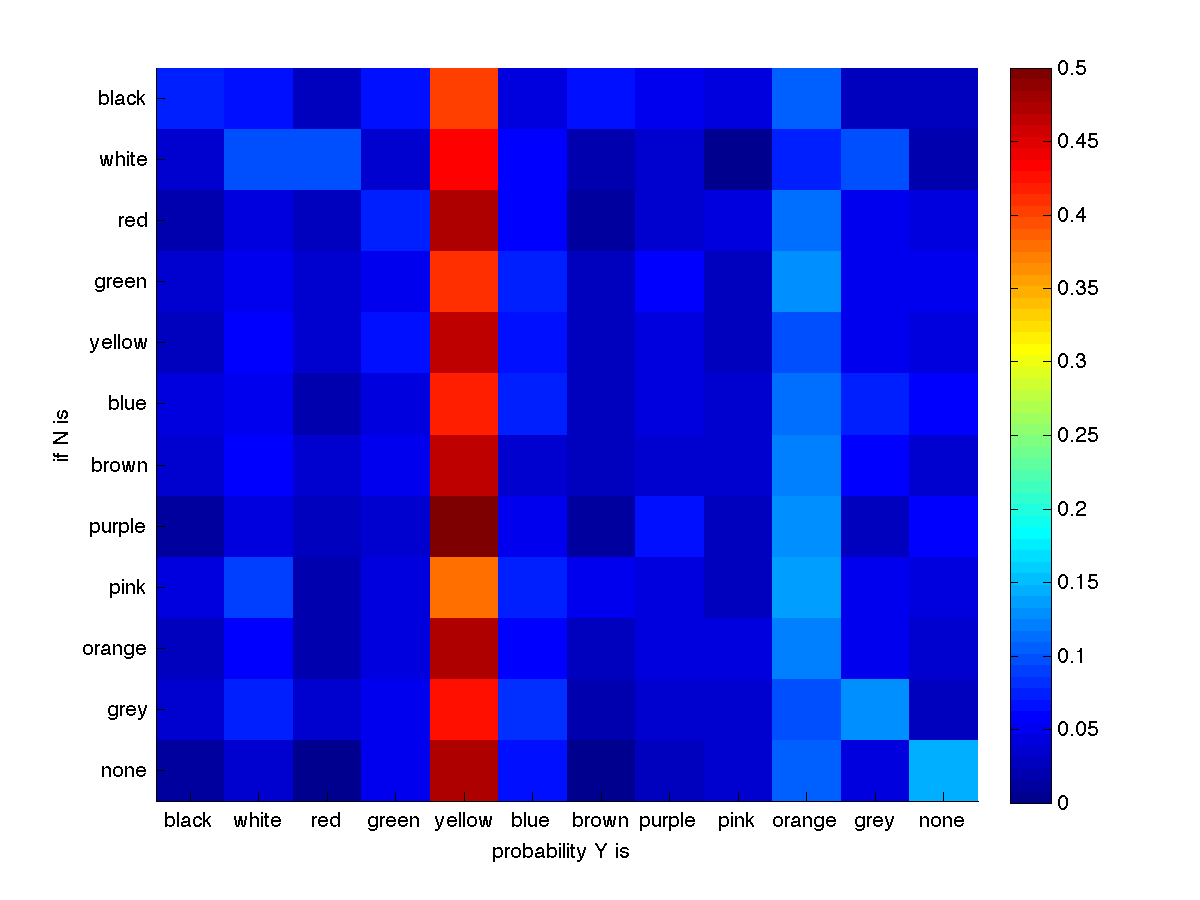 black
white
red
green
yellow
blue
brown
purple
pink
orange
grey
none
if N is
black white red green yellow blue brown purple pink orange grey none
probability Y is
0.5
0.45
0.4
0.35
0.3
0.25
0.2
0.15
0.1
0.05
0